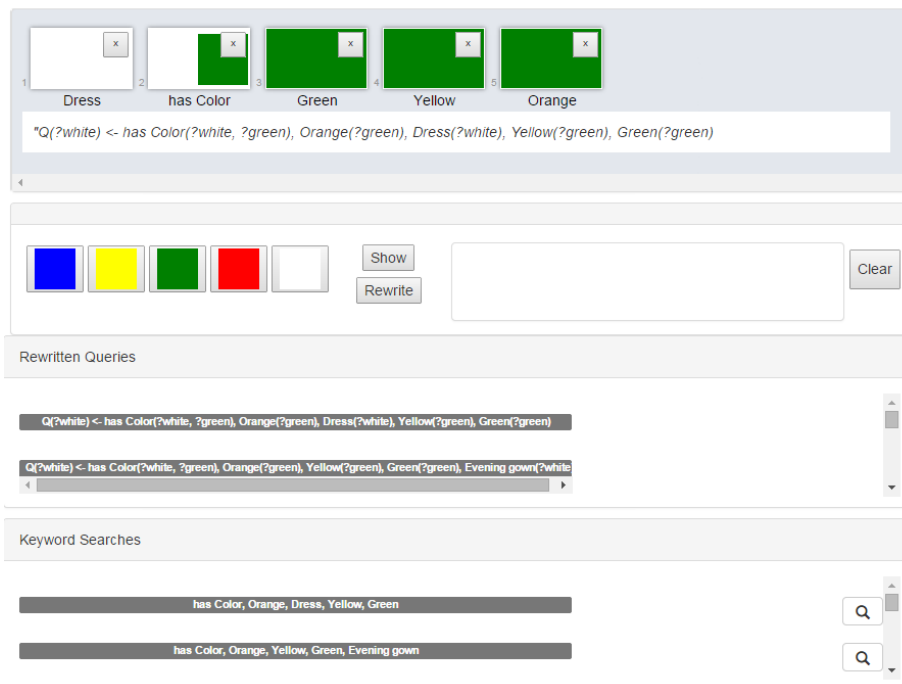 x x x x x
1 2 3 4 5
Dress has Color Green Yellow Orange
"Q(?white) <- has Color(?white, ?green), Orange(?green), Dress(?white), Yellow(?green), Green(?green)
Show
Rewrite
Clear
Rewritten Queries
Q(?white) <- has Color(?white, ?green), Orange(?green), Dress(?white), Yellow(?green), Green(?green)
Q(?white) <- has Color(?white, ?green), Orange(?green), Yellow(?green), Green(?green), Evening gown(?white
Keyword Searches
has Color, Orange, Dress, Yellow, Green
has Color, Orange, Yellow, Green, Evening gown